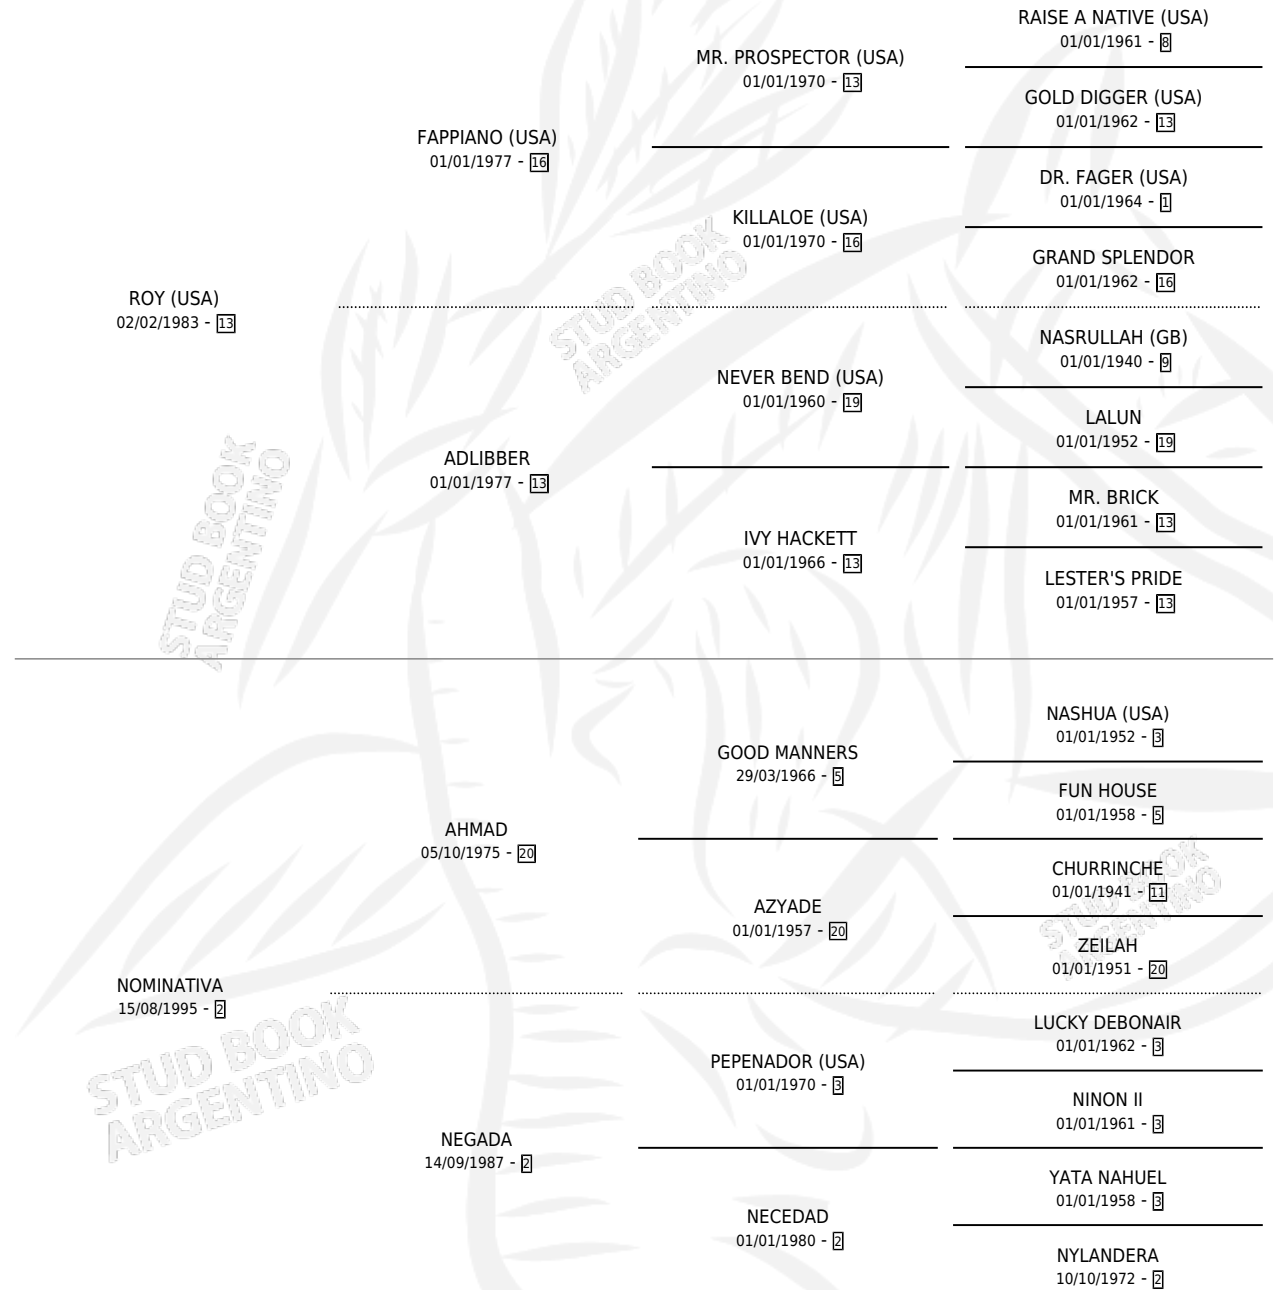 RAISE A NATIVE (USA)
01/01/1961 - 8
MR. PROSPECTOR (USA)
01/01/1970 - 13
GOLD DIGGER (USA)
01/01/1962 - 13
FAPPIANO (USA)
01/01/1977 - 16
DR. FAGER (USA)
01/01/1964 - 1
KILLALOE (USA)
01/01/1970 - 16
GRAND SPLENDOR
01/01/1962 - 16
ROY (USA)
02/02/1983 - 13
NASRULLAH (GB)
01/01/1940 - 9
NEVER BEND (USA)
01/01/1960 - 19
LALUN
01/01/1952 - 19
ADLIBBER
01/01/1977 - 13
MR. BRICK
01/01/1961 - 13
IVY HACKETT
01/01/1966 - 13
LESTER'S PRIDE
01/01/1957 - 13
NASHUA (USA)
01/01/1952 - 3
GOOD MANNERS
29/03/1966 - 5
FUN HOUSE
01/01/1958 - 5
AHMAD
05/10/1975 - 20
CHURRINCHE
01/01/1941 - 11
AZYADE
01/01/1957 - 20
ZEILAH
01/01/1951 - 20
NOMINATIVA
15/08/1995 - 2
LUCKY DEBONAIR
01/01/1962 - 3
PEPENADOR (USA)
01/01/1970 - 3
NINON II
01/01/1961 - 3
NEGADA
14/09/1987 - 2
YATA NAHUEL
01/01/1958 - 3
NECEDAD
01/01/1980 - 2
NYLANDERA
10/10/1972 - 2
STUD BOOK
ARGENTINO
STUD BOOK
ARGENTINO
STUD BOOK
ARGENTINO
STUD BOOK
ARGENTINO